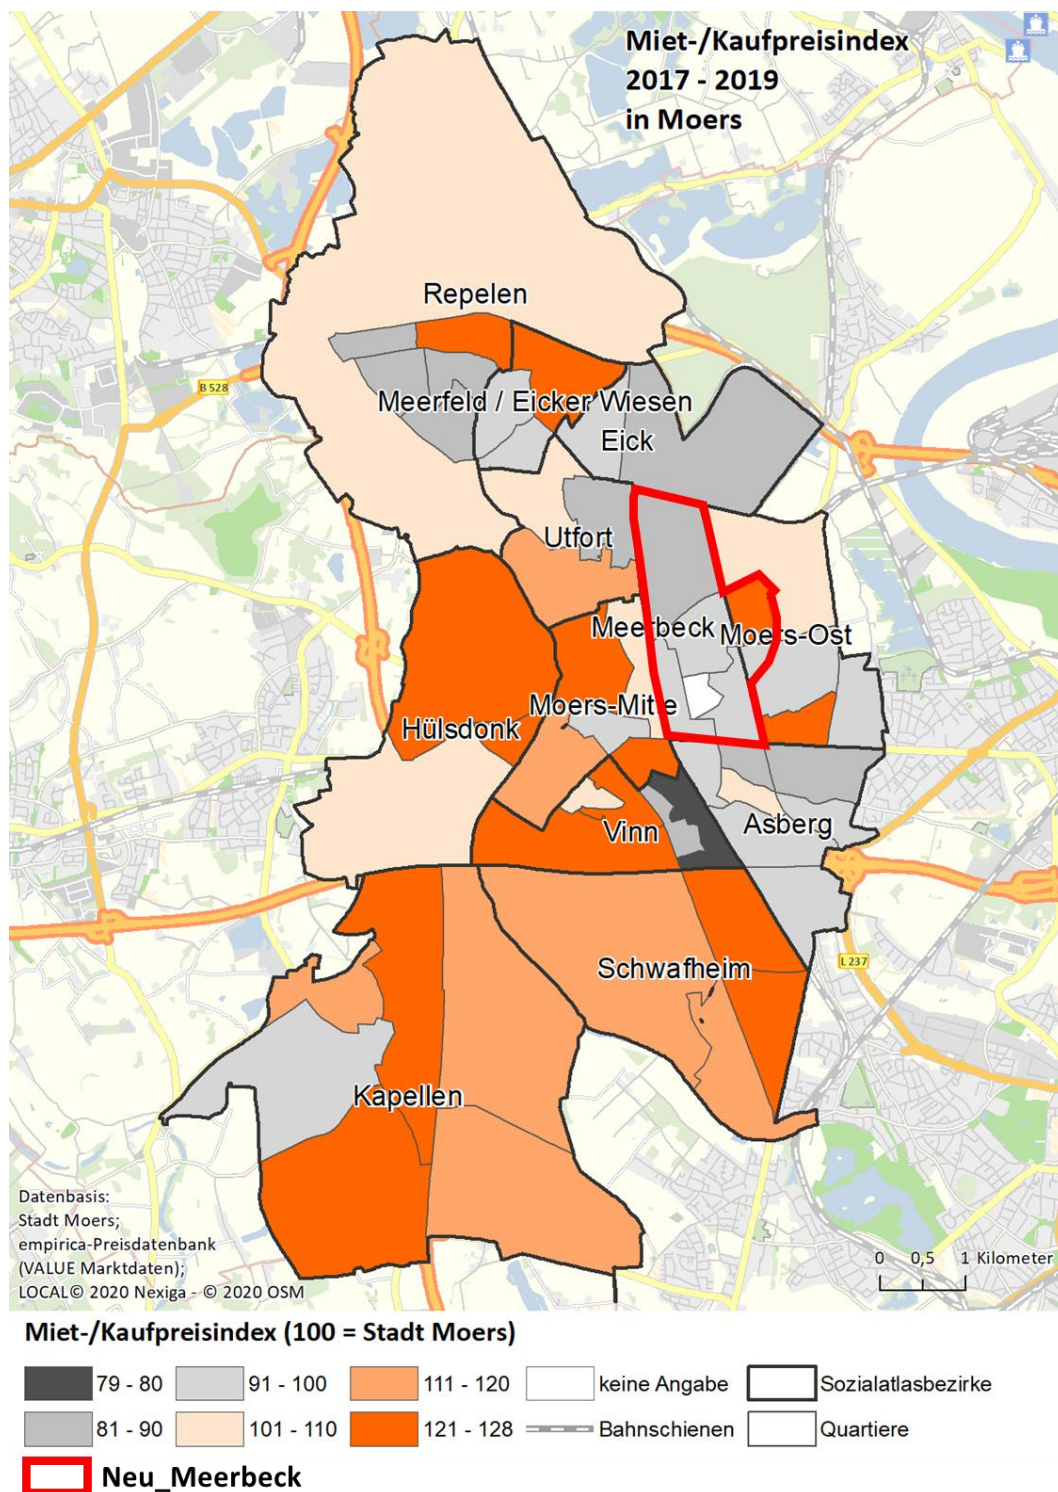 Miet-/Kaufpreisindex
2017 - 2019
in Moers
Repelen
B 528
Meerfeld / Eicker Wiesen
Eick
Utfort
Meerbeck
Moers-Ost
Moers-Mitte
Hülsdonk
Vinn
Asberg
Schwafheim
L 237
Kapellen
Datenbasis:
Stadt Moers;
empirica-Preisdatenbank
(VALUE Marktdaten);
LOCAL© 2020 Nexiga - © 2020 OSM
0 0,5 1 Kilometer
Miet-/Kaufpreisindex (100 = Stadt Moers)
79 - 80 91 - 100 111 - 120 keine Angabe Sozialatlasbezirke
81 - 90 101 - 110 121 - 128 Bahnschienen Quartiere
Neu_Meerbeck